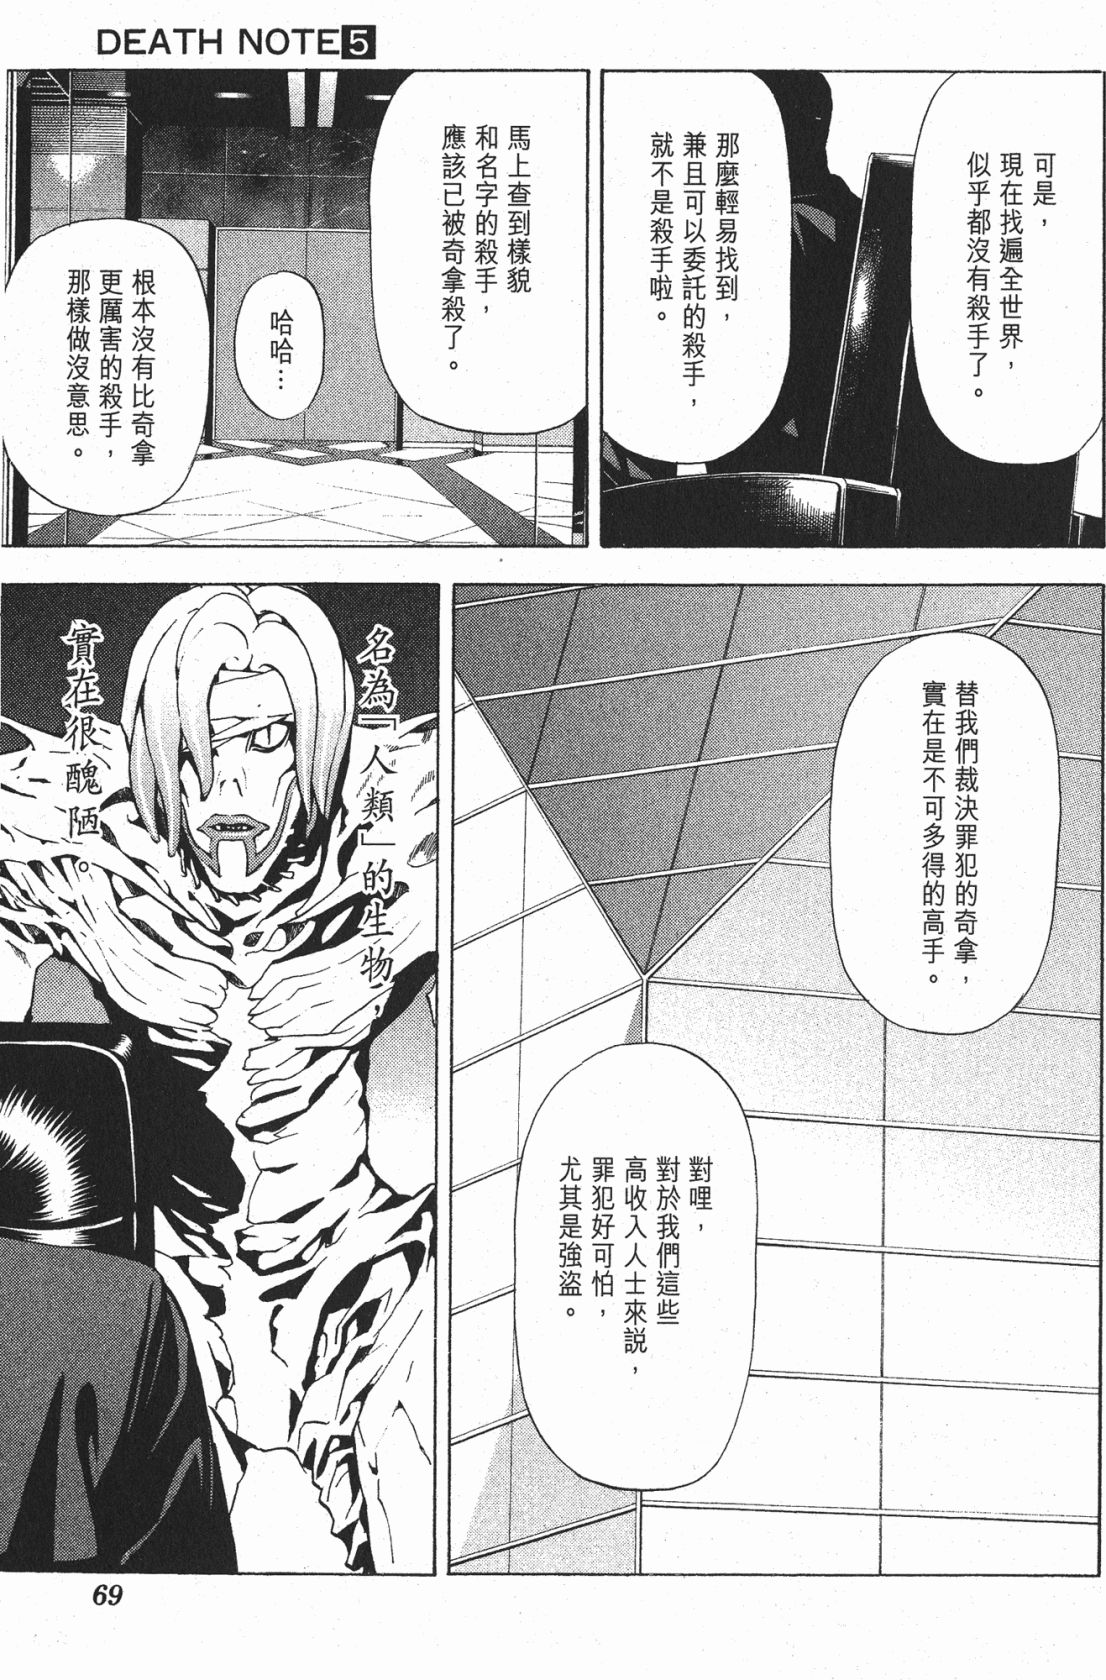 DEATH NOTE 5
可是，
現在找遍全世界，
似乎都沒有殺手了。
那麼輕易找到，
兼且可以委託的殺手，
就不是殺手啦。
馬上查到樣貌
和名字的殺手，
應該已被奇拿殺了。
哈
哈…
根本沒有比奇拿
更厲害的殺手，
那樣做沒意思。
替我們裁決罪犯的奇拿，
實在是不可多得的高手。
對哩，
對於我們這些
高收入人士來説，
罪犯好可怕，
尤其是強盜。
名為「人類」的生物，
實在很醜陋。
69